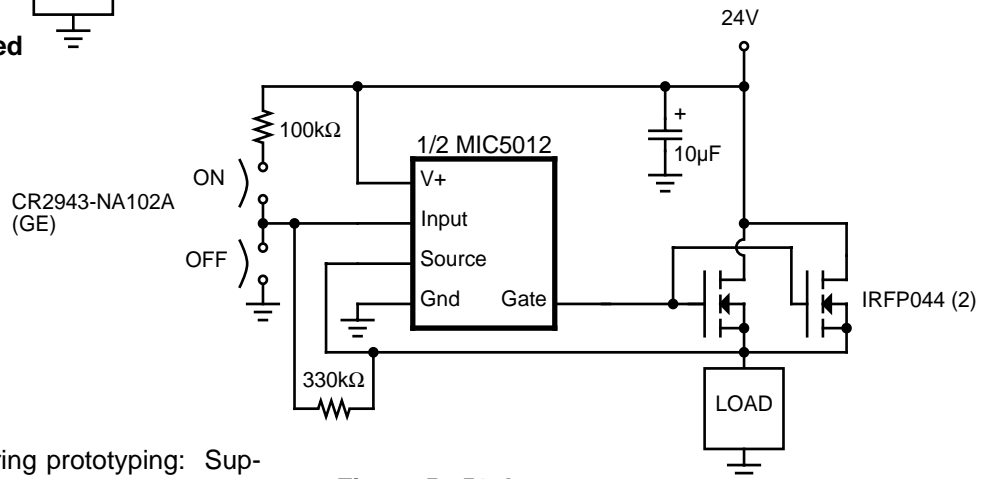 ed
24V
100kΩ
1/2 MIC5012
+
10µF
ON
V+
CR2943-NA102A
(GE)
Input
OFF
Source
Gnd
Gate
IRFP044 (2)
330kΩ
LOAD
ing prototyping: Sup-